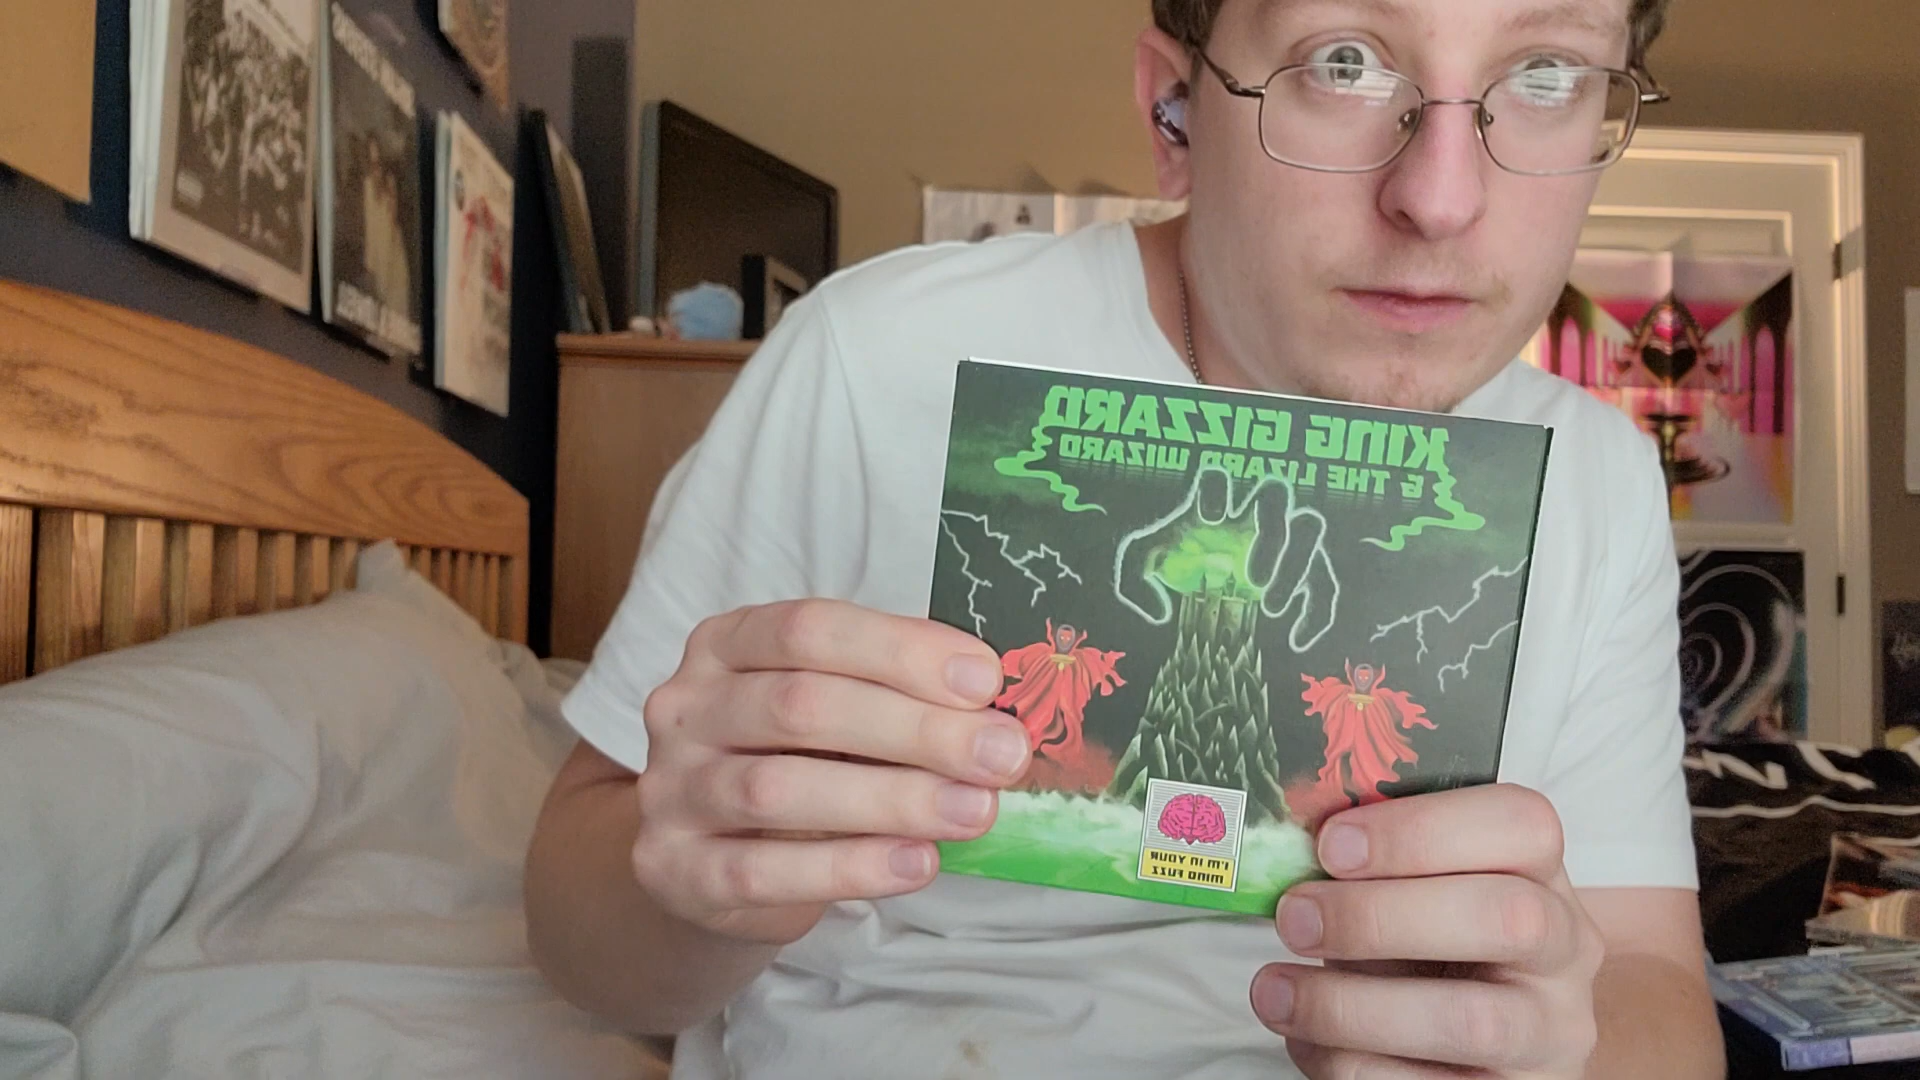 KING GIZZARD
& THE LIZARD WIZARD
I'M IN YOUR
MIND FUZZ